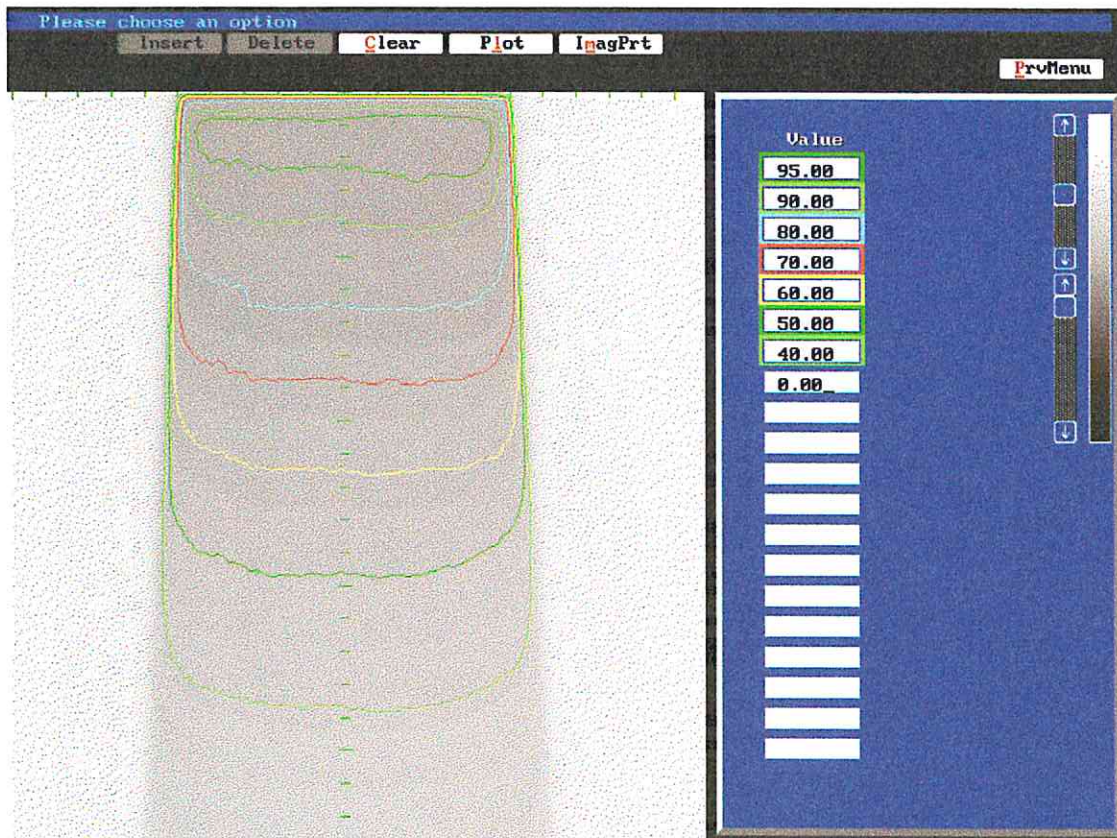 Please choose an option
Insert Delete Clear Plot ImagPrt
PrvMenu
Value
95.00
90.00
80.00
70.00
60.00
50.00
40.00
0.00_